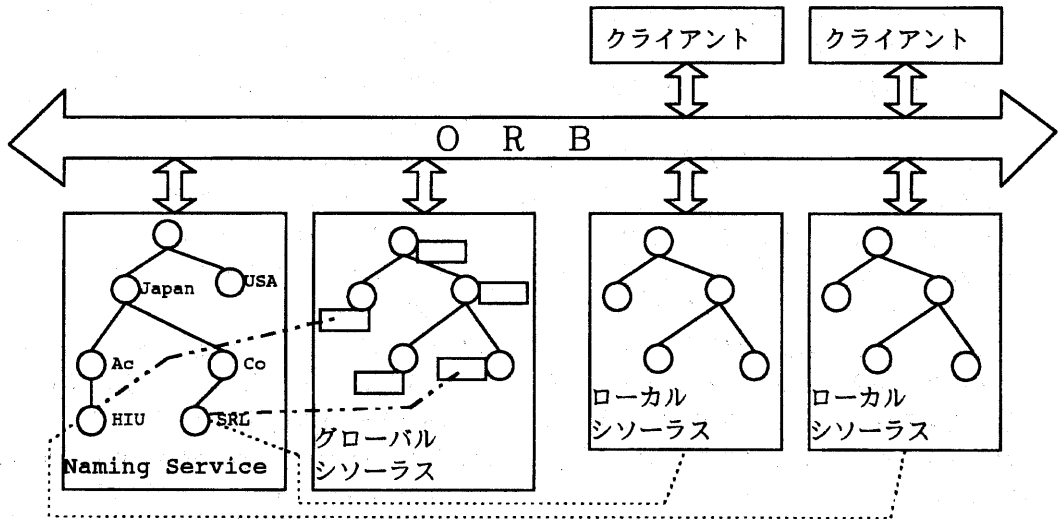 クライアント
クライアント
O R B
Japan
USA
Ac
Co
HIU
SRL
Naming Service
グローバル
シソーラス
ローカル
シソーラス
ローカル
シソーラス